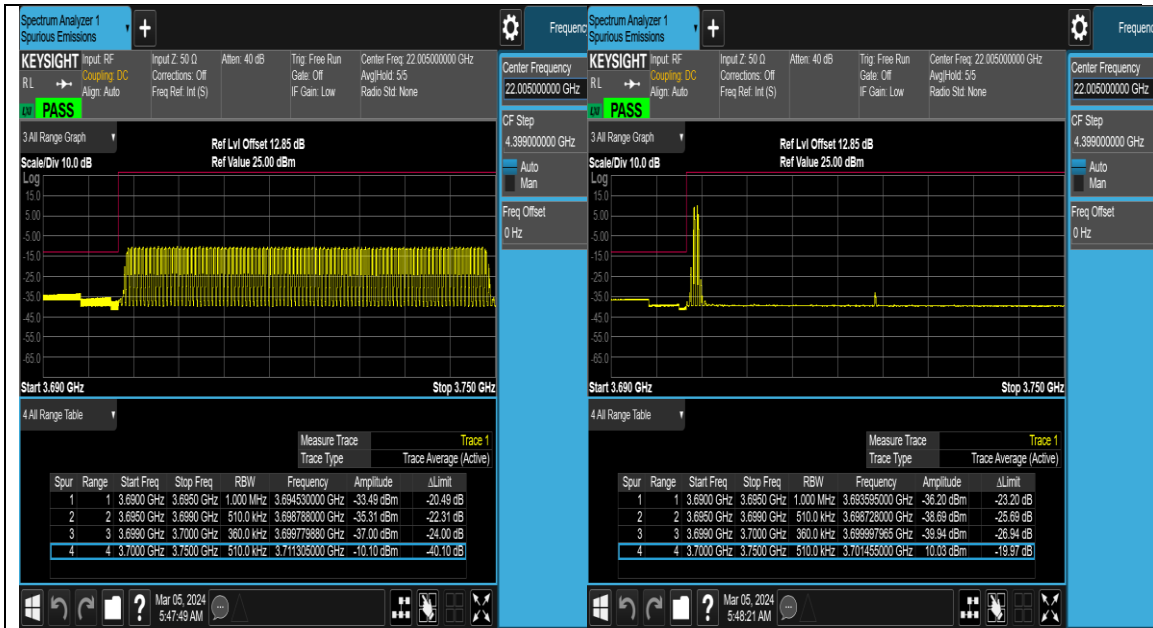 Spectrum Analyzer 1
Spurious Emissions
+
Frequenc
KEYSIGHT Input: RF
RL
Coupling: DC
Align: Auto
Input Z: 50 Ω
Corrections: Off
Freq Ref: Int (S)
Atten: 40 dB
Trig: Free Run
Gate: Off
IF Gain: Low
Center Freq: 22.005000000 GHz
Avg|Hold: 5/5
Radio Std: None
PASS
Center Frequency
22.005000000 GHz
CF Step
4.399000000 GHz
Auto
Man
Freq Offset
0 Hz
3 All Range Graph
Ref Lvl Offset 12.85 dB
Scale/Div 10.0 dB
Ref Value 25.00 dBm
Log
15.0
5.00
-5.00
-15.0
-25.0
-35.0
-45.0
-55.0
-65.0
Start 3.690 GHz
Stop 3.750 GHz
4 All Range Table
Measure Trace Trace 1
Trace Type Trace Average (Active)
Spur Range Start Freq Stop Freq RBW Frequency Amplitude ΔLimit
1 1 3.6900 GHz 3.6950 GHz 1.000 MHz 3.694530000 GHz -33.49 dBm -20.49 dB
2 2 3.6950 GHz 3.6990 GHz 510.0 kHz 3.698788000 GHz -35.31 dBm -22.31 dB
3 3 3.6990 GHz 3.7000 GHz 360.0 kHz 3.699779880 GHz -37.00 dBm -24.00 dB
4 4 3.7000 GHz 3.7500 GHz 510.0 kHz 3.711305000 GHz -10.10 dBm -40.10 dB
?
Mar 05, 2024
5:47:49 AM
Spectrum Analyzer 1
Spurious Emissions
+
Frequenc
KEYSIGHT Input: RF
RL
Coupling: DC
Align: Auto
Input Z: 50 Ω
Corrections: Off
Freq Ref: Int (S)
Atten: 40 dB
Trig: Free Run
Gate: Off
IF Gain: Low
Center Freq: 22.005000000 GHz
Avg|Hold: 5/5
Radio Std: None
PASS
Center Frequency
22.005000000 GHz
CF Step
4.399000000 GHz
Auto
Man
Freq Offset
0 Hz
3 All Range Graph
Ref Lvl Offset 12.85 dB
Scale/Div 10.0 dB
Ref Value 25.00 dBm
Log
15.0
5.00
-5.00
-15.0
-25.0
-35.0
-45.0
-55.0
-65.0
Start 3.690 GHz
Stop 3.750 GHz
4 All Range Table
Measure Trace Trace 1
Trace Type Trace Average (Active)
Spur Range Start Freq Stop Freq RBW Frequency Amplitude ΔLimit
1 1 3.6900 GHz 3.6950 GHz 1.000 MHz 3.693595000 GHz -36.20 dBm -23.20 dB
2 2 3.6950 GHz 3.6990 GHz 510.0 kHz 3.698728000 GHz -38.69 dBm -25.69 dB
3 3 3.6990 GHz 3.7000 GHz 360.0 kHz 3.699997965 GHz -39.94 dBm -26.94 dB
4 4 3.7000 GHz 3.7500 GHz 510.0 kHz 3.701455000 GHz 10.03 dBm -19.97 dB
?
Mar 05, 2024
5:48:21 AM